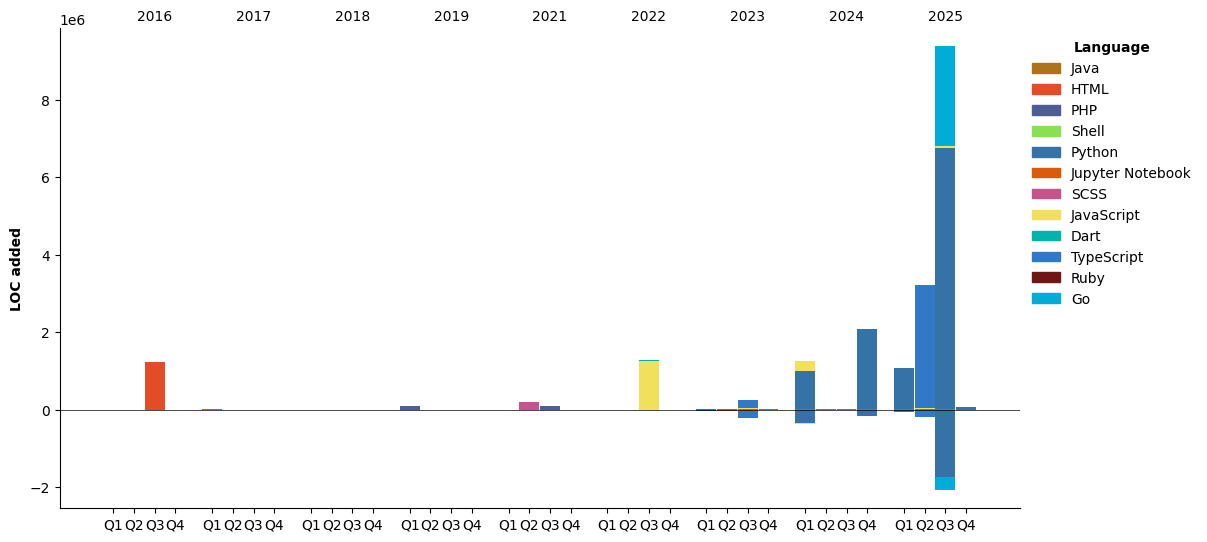 2016 2017 2018 2019 2021 2022 2023 2024 2025
1e6
Language
Java
HTML
PHP
Shell
Python
Jupyter Notebook
SCSS
JavaScript
Dart
TypeScript
Ruby
Go
LOC added
8
6
4
2
0
−2
Q1 Q2 Q3 Q4 Q1 Q2 Q3 Q4 Q1 Q2 Q3 Q4 Q1 Q2 Q3 Q4 Q1 Q2 Q3 Q4 Q1 Q2 Q3 Q4 Q1 Q2 Q3 Q4 Q1 Q2 Q3 Q4 Q1 Q2 Q3 Q4